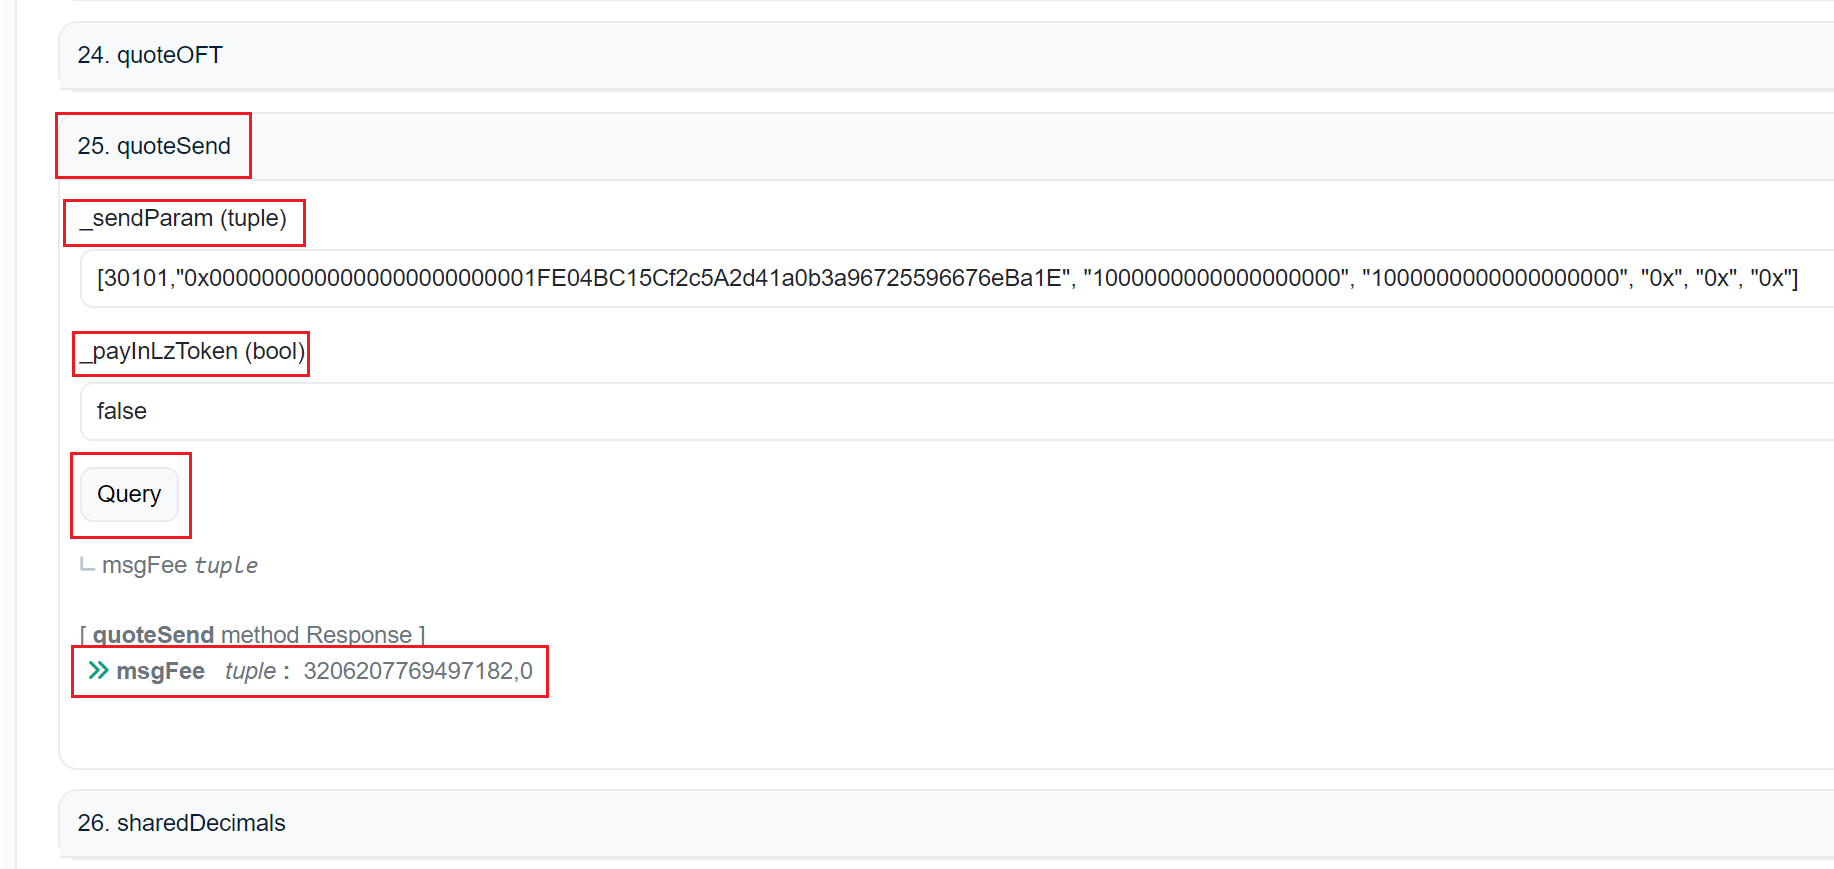 24. quoteOFT
25. quoteSend
_sendParam (tuple)
[30101,"0x0000000000000000000000001FE04BC15Cf2c5A2d41a0b3a96725596676eBa1E", "1000000000000000000", "1000000000000000000", "0x", "0x", "0x"]
_payInLzToken (bool)
false
Query
msgFee tuple
[ quoteSend method Response ]
msgFee tuple : 3206207769497182,0
26. sharedDecimals